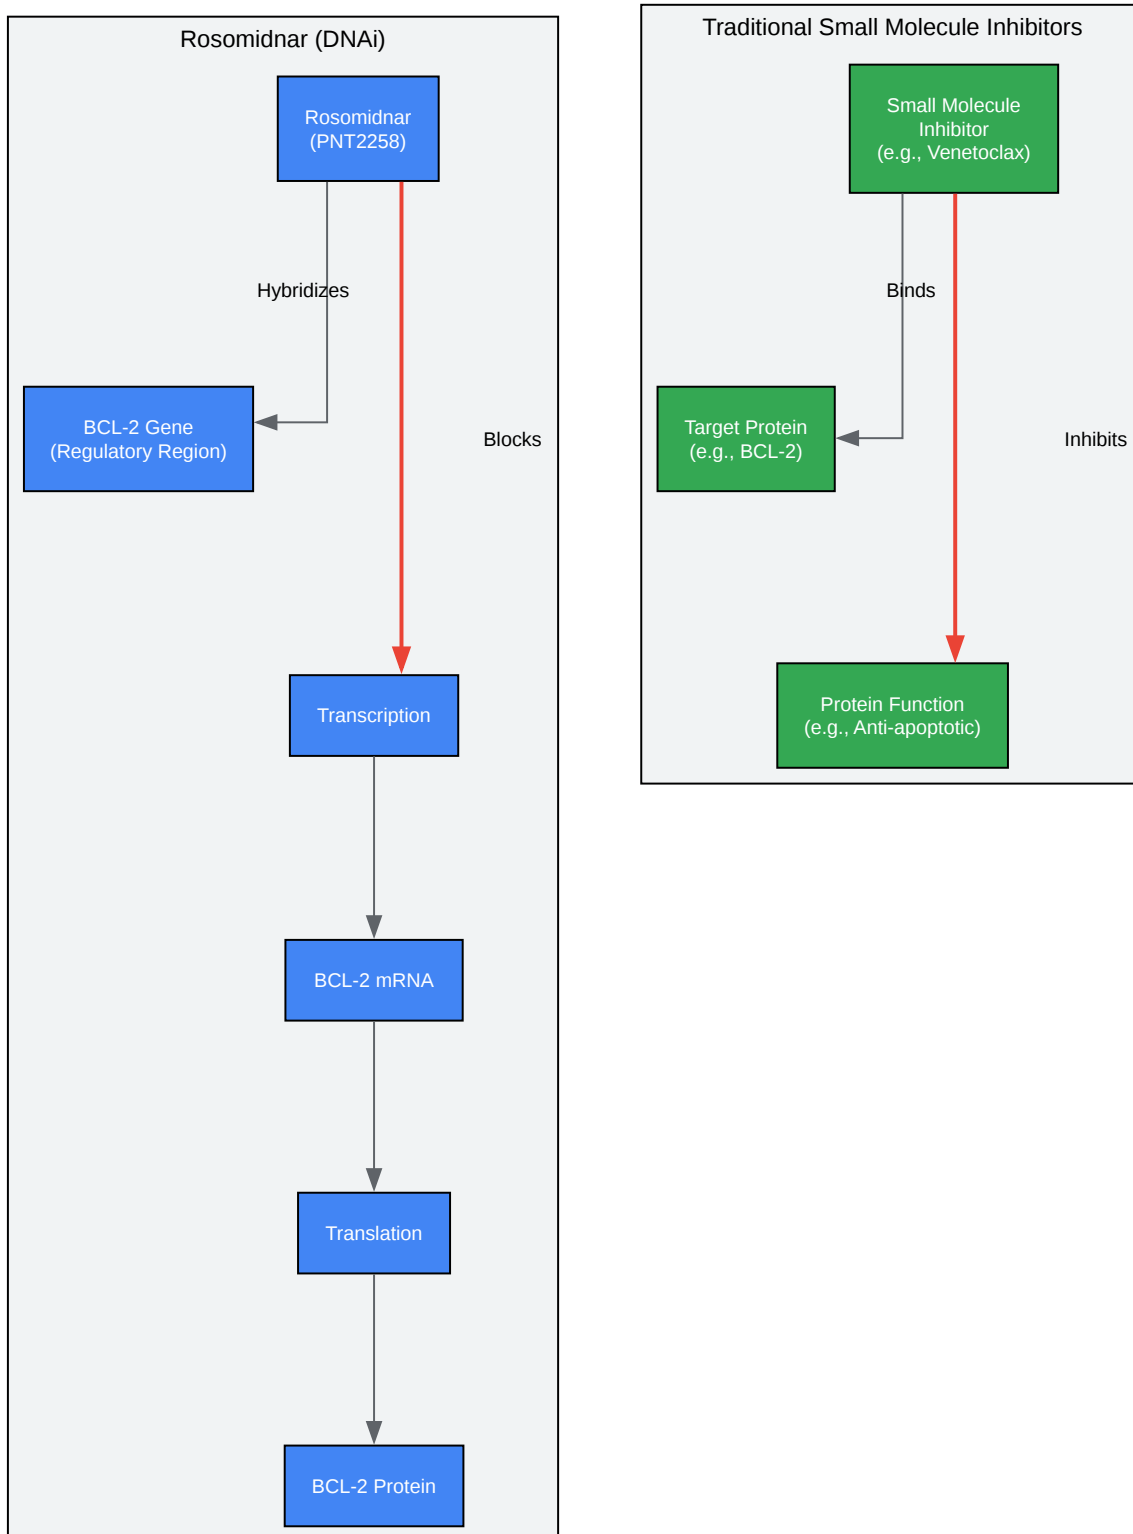 Rosomidnar (DNAi)
Rosomidnar
(PNT2258)
Hybridizes
BCL-2 Gene
(Regulatory Region)
Blocks
Transcription
BCL-2 mRNA
Translation
BCL-2 Protein
Traditional Small Molecule Inhibitors
Small Molecule
Inhibitor
(e.g., Venetoclax)
Binds
Target Protein
(e.g., BCL-2)
Inhibits
Protein Function
(e.g., Anti-apoptotic)